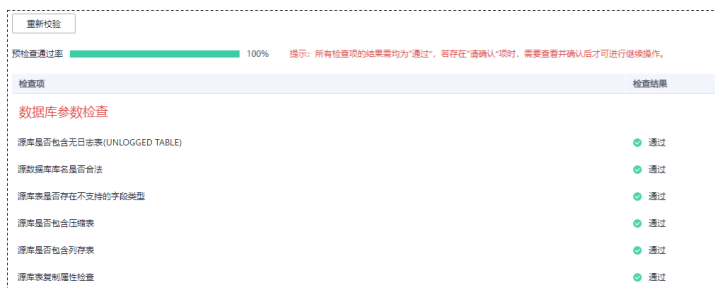 重新校验
预检查通过率 100% 提示：所有检查项的结果需均为"通过"，若存在"请确认"项时，需要查看并确认后才可进行继续操作。
检查项 检查结果
数据库参数检查
源库是否包含无日志表(UNLOGGED TABLE) 通过
源数据库库名是否合法 通过
源库表是否存在不支持的字段类型 通过
源库是否包含压缩表 通过
源库是否包含列存表 通过
源库表复制属性检查 通过